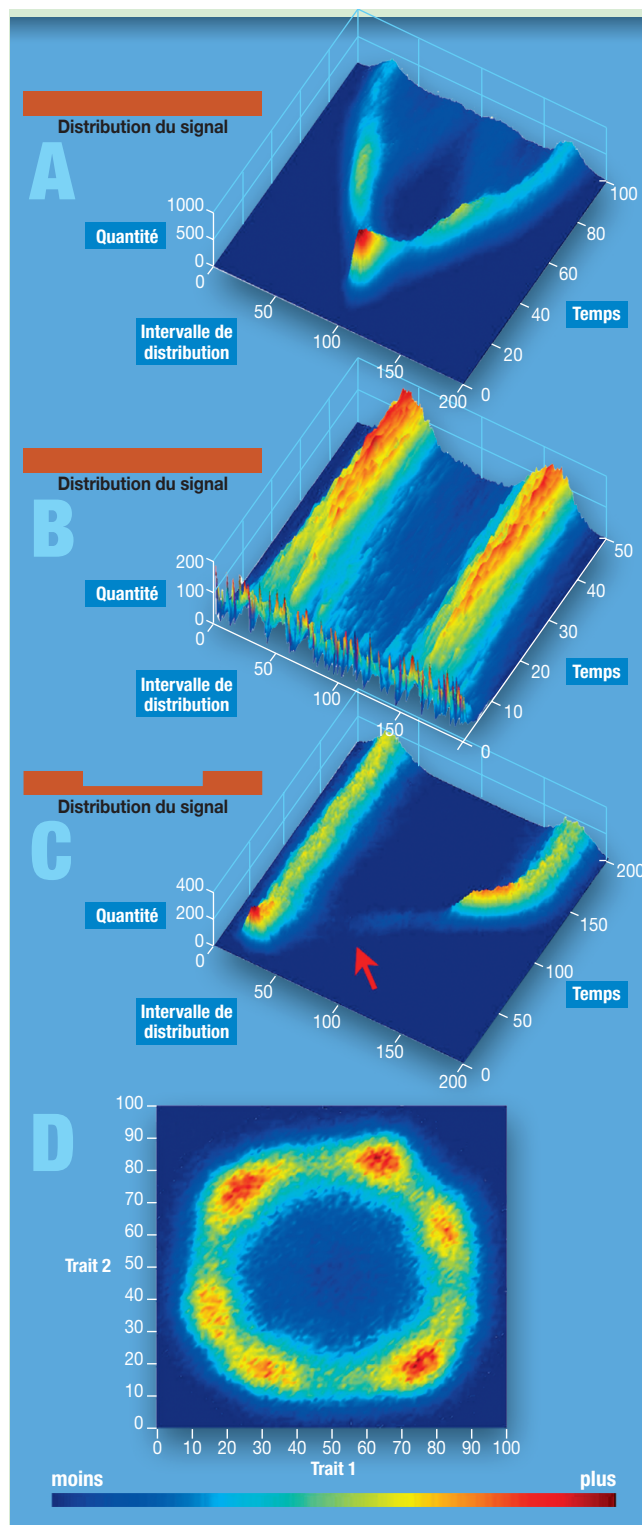 Distribution du signal
A
Quantité
1000
500
0
0
50
100
150
200
Intervalle de
distribution
0
20
40
60
80
100
Temps
Distribution du signal
B
Quantité
200
100
0
0
50
100
150
Intervalle de
distribution
0
10
20
30
40
50
Temps
Distribution du signal
C
Quantité
400
200
0
0
50
100
150
200
Intervalle de
distribution
0
50
100
150
200
Temps
D
100
90
80
70
60
Trait 2 50
40
30
20
10
0
0 10 20 30 40 50 60 70 80 90 100
Trait 1
moins plus